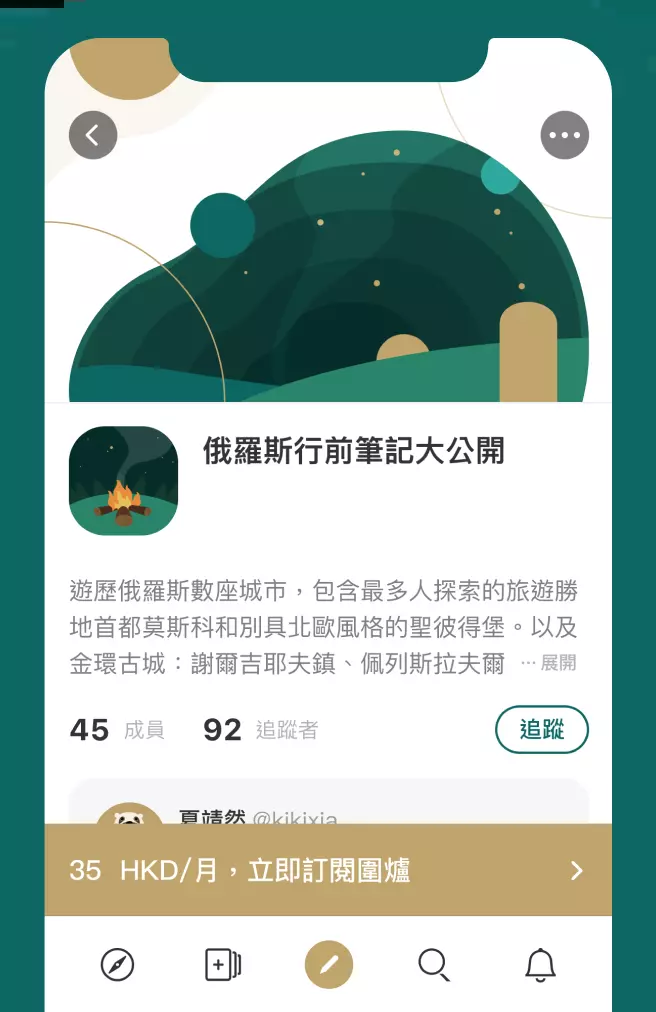 俄羅斯行前筆記大公開
遊歷俄羅斯數座城市,包含最多人探索的旅遊勝
地首都莫斯科和別具北歐風格的聖彼得堡。以及
金環古城:謝爾吉耶夫鎮、佩列斯拉夫爾 ⋯ 展開
45 成員 92 追蹤者 追蹤
夏靖然 @kikixia
35 HKD/月,立即訂閱圍爐